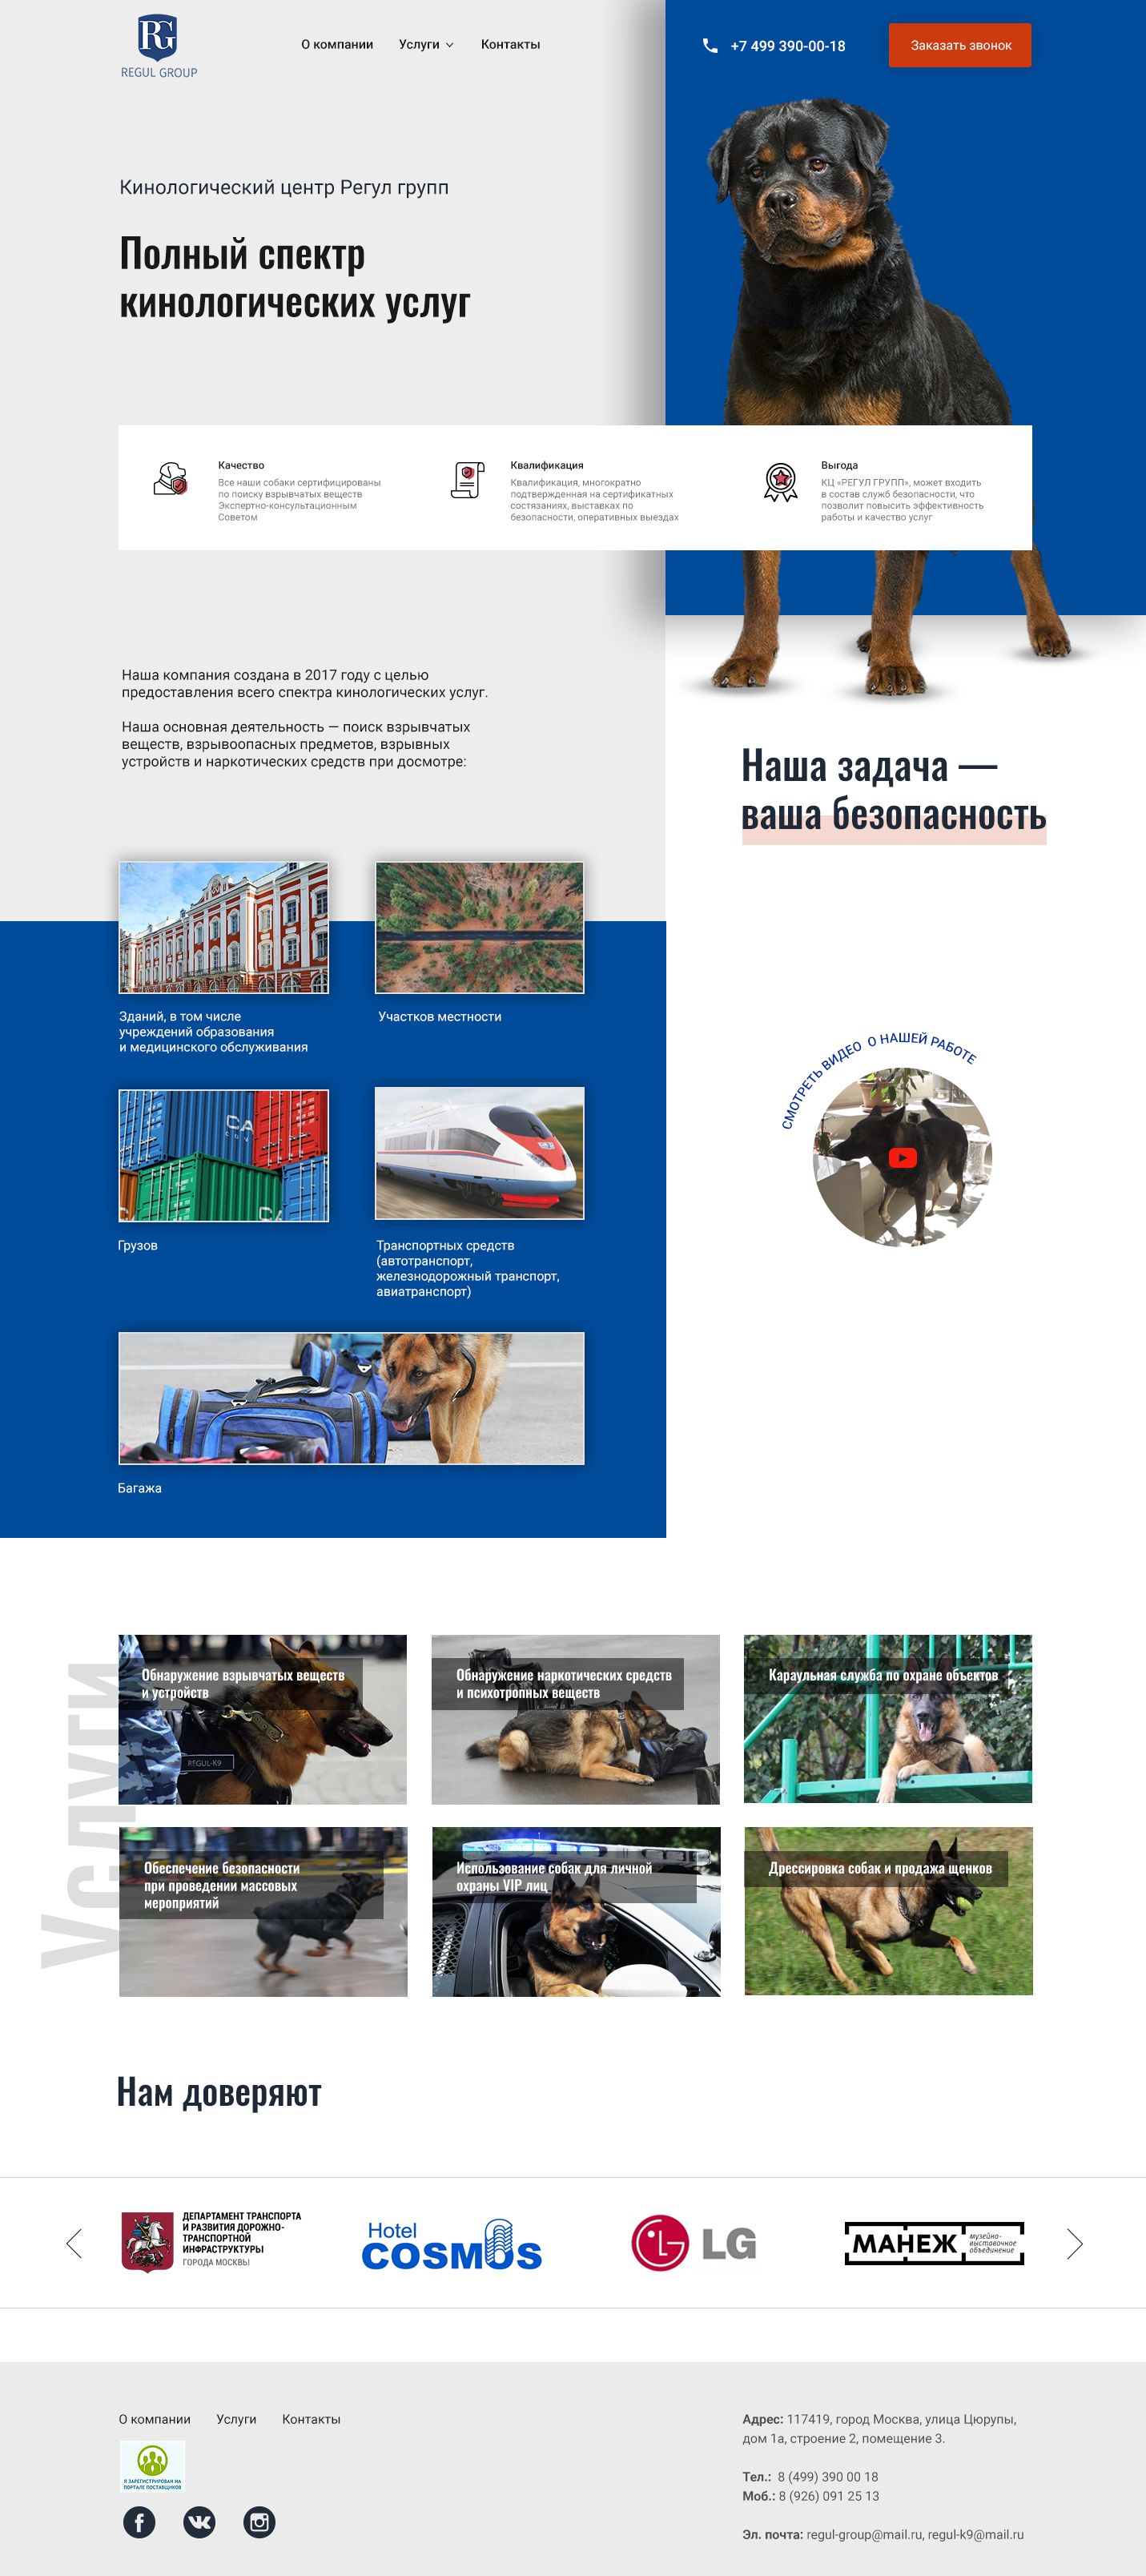 RG
REGUL GROUP
О компании
Услуги
Контакты
+7 499 390-00-18
Заказать звонок
Кинологический центр Регул групп
Полный спектр
кинологических услуг
Качество
Все наши собаки сертифицированы
по поиску взрывчатых веществ
Экспертно-консультационным
Советом
Квалификация
Квалификация, многократно
подтвержденная на сертификатных
состязаниях, выставках по
безопасности, оперативных выездах
Выгода
КЦ «РЕГУЛ ГРУПП», может входить
в состав служб безопасности, что
позволит повысить эффективность
работы и качество услуг
Наша компания создана в 2017 году с целью
предоставления всего спектра кинологических услуг.
Наша основная деятельность — поиск взрывчатых
веществ, взрывоопасных предметов, взрывных
устройств и наркотических средств при досмотре:
Наша задача —
ваша безопасность
Зданий, в том числе
учреждений образования
и медицинского обслуживания
Участков местности
СМОТРЕТЬ ВИДЕО О НАШЕЙ РАБОТЕ
CA
CA
Грузов
Транспортных средств
(автотранспорт,
железнодорожный транспорт,
авиатранспорт)
Багажа
Услуги
Обнаружение взрывчатых веществ
и устройств
REGUL-K9
Обнаружение наркотических средств
и психотропных веществ
Караульная служба по охране объектов
Обеспечение безопасности
при проведении массовых
мероприятий
Использование собак для личной
охраны VIP лиц
Дрессировка собак и продажа щенков
Нам доверяют
ДЕПАРТАМЕНТ ТРАНСПОРТА
И РАЗВИТИЯ ДОРОЖНО-
ТРАНСПОРТНОЙ
ИНФРАСТРУКТУРЫ
ГОРОДА МОСКВЫ
Hotel
COSMOS
LG
МАНЕЖ
музейно-
выставочное
объединение
О компании
Услуги
Контакты
Я ЗАРЕГИСТРИРОВАН НА
ПОРТАЛЕ ПОСТАВЩИКОВ
Адрес: 117419, город Москва, улица Цюрупы,
дом 1а, строение 2, помещение 3.
Тел.: 8 (499) 390 00 18
Моб.: 8 (926) 091 25 13
Эл. почта: regul-group@mail.ru, regul-k9@mail.ru